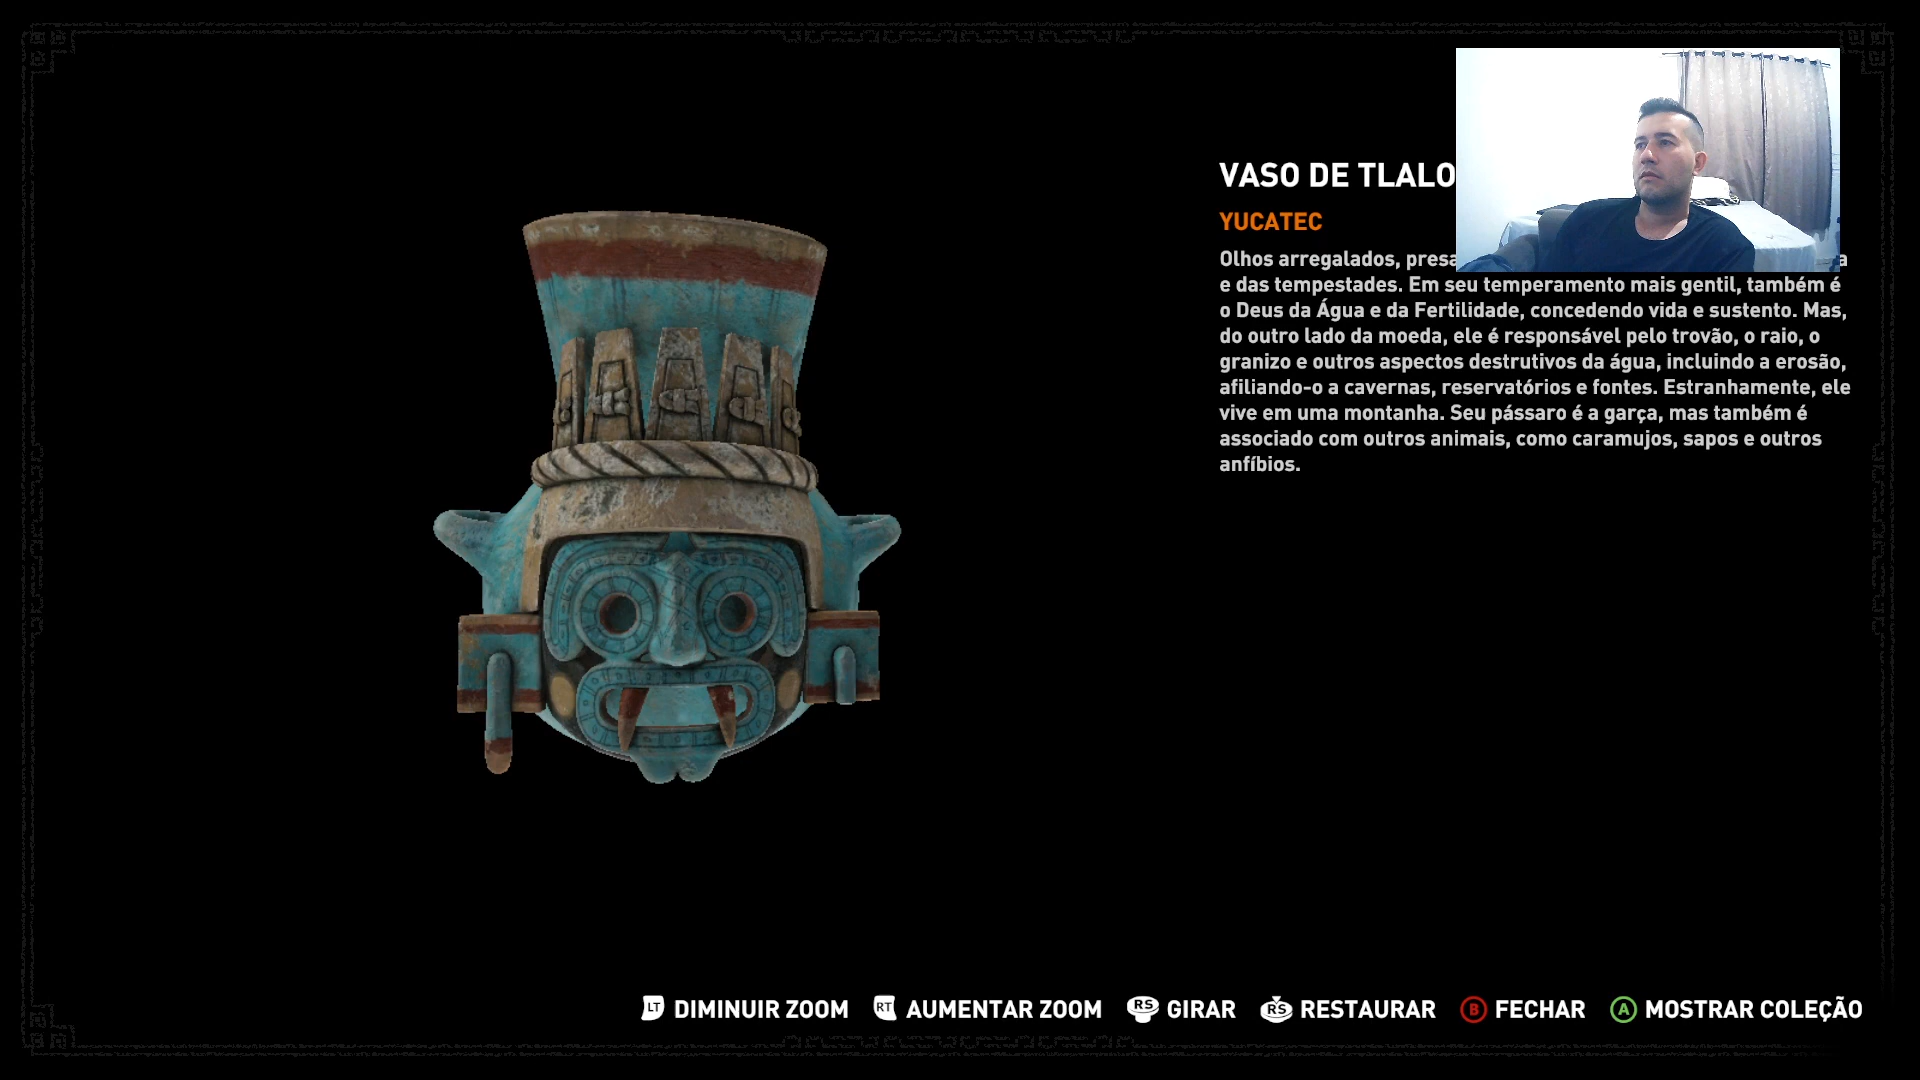 VASO DE TLALO
YUCATEC
Olhos arregalados, a
e das tempestades. Em seu temperamento mais gentil, também é
o Deus da Água e da Fertilidade, concedendo vida e sustento. Mas,
do outro lado da moeda, ele é responsável pelo trovão, o raio, o
granizo e outros aspectos destrutivos da água, incluindo a erosão,
afiliando-o a cavernas, reservatórios e fontes. Estranhamente, ele
vive em uma montanha. Seu pássaro é a garça, mas também é
associado com outros animais, como caramujos, sapos e outros
anfíbios.
LT DIMINUIR ZOOM RT AUMENTAR ZOOM RS GIRAR RS RESTAURAR B FECHAR A MOSTRAR COLEÇÃO